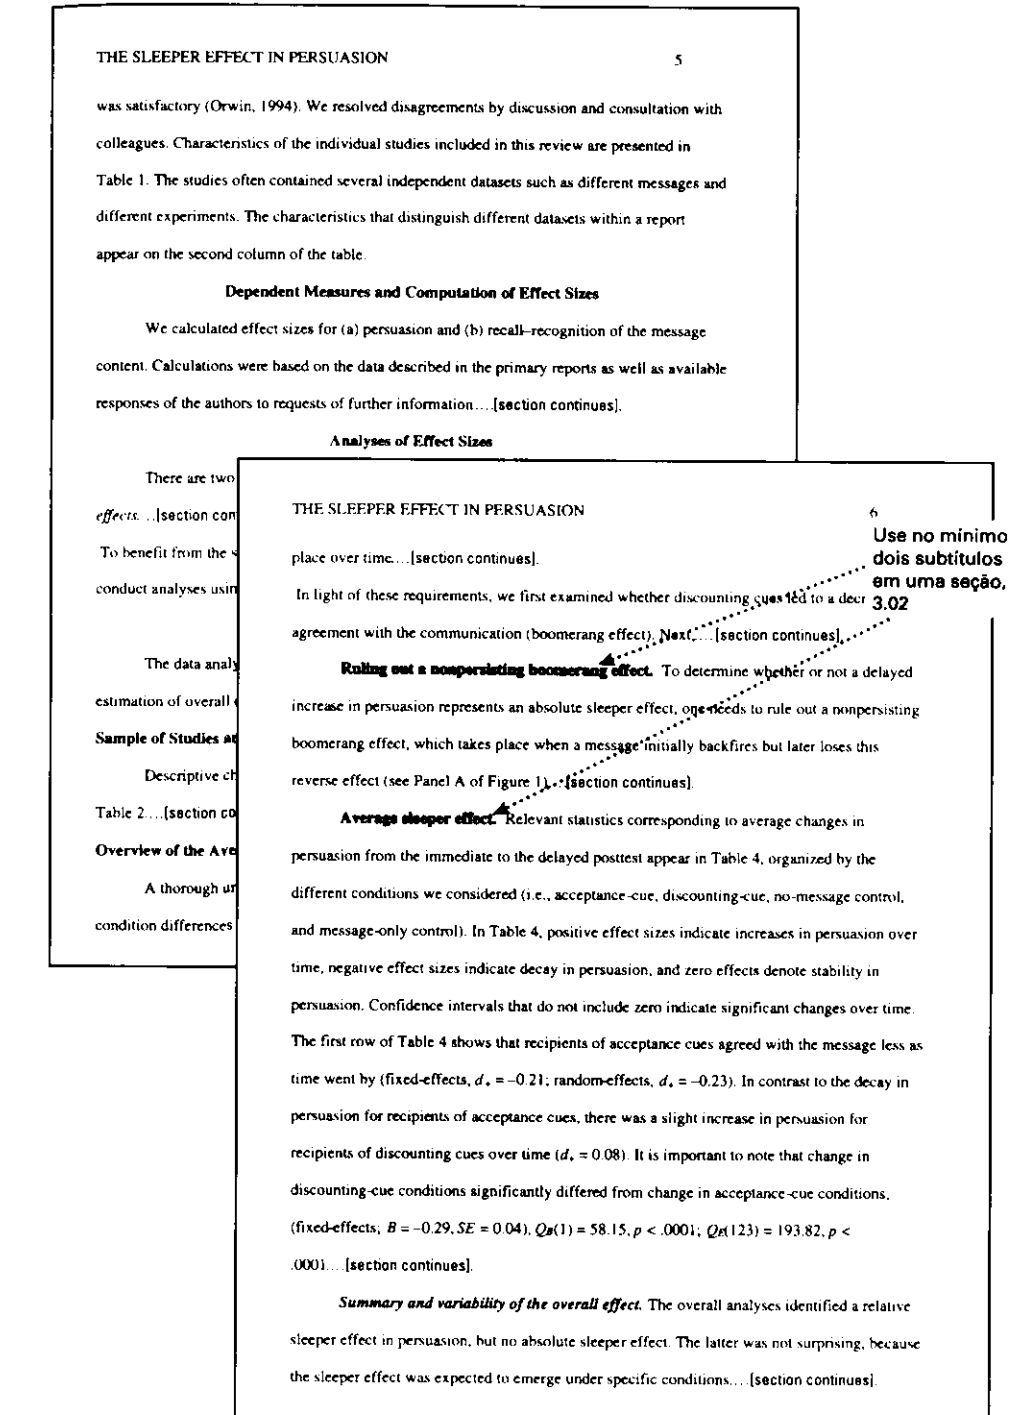 THE SLEEPER EFFECT IN PERSUASION 5
was satisfactory (Orwin, 1994). We resolved disagreements by discussion and consultation with
colleagues. Characteristics of the individual studies included in this review are presented in
Table 1. The studies often contained several independent datasets such as different messages and
different experiments. The characteristics that distinguish different datasets within a report
appear on the second column of the table.
Dependent Measures and Computation of Effect Sizes
We calculated effect sizes for (a) persuasion and (b) recall–recognition of the message
content. Calculations were based on the data described in the primary reports as well as available
responses of the authors to requests of further information....[section continues].
Analyses of Effect Sizes
There are two
effects. ...[section con
To benefit from the s
conduct analyses usin
The data analy
estimation of overall
Sample of Studies an
Descriptive ch
Table 2....[section co
Overview of the Ave
A thorough un
condition differences
THE SLEEPER EFFECT IN PERSUASION 6
place over time....[section continues].
In light of these requirements, we first examined whether discounting cues led to a decr
agreement with the communication (boomerang effect). Next, ...[section continues].
Ruling out a nonpersisting boomerang effect. To determine whether or not a delayed
increase in persuasion represents an absolute sleeper effect, one needs to rule out a nonpersisting
boomerang effect, which takes place when a message initially backfires but later loses this
reverse effect (see Panel A of Figure 1)...[section continues].
Average sleeper effect. Relevant statistics corresponding to average changes in
persuasion from the immediate to the delayed posttest appear in Table 4, organized by the
different conditions we considered (i.e., acceptance-cue, discounting-cue, no-message control,
and message-only control). In Table 4, positive effect sizes indicate increases in persuasion over
time, negative effect sizes indicate decay in persuasion, and zero effects denote stability in
persuasion. Confidence intervals that do not include zero indicate significant changes over time.
The first row of Table 4 shows that recipients of acceptance cues agreed with the message less as
time went by (fixed-effects, d₊ = –0.21; random-effects, d₊ = –0.23). In contrast to the decay in
persuasion for recipients of acceptance cues, there was a slight increase in persuasion for
recipients of discounting cues over time (d₊ = 0.08). It is important to note that change in
discounting-cue conditions significantly differed from change in acceptance-cue conditions,
(fixed-effects; B = –0.29, SE = 0.04), QB(1) = 58.15, p < .0001; QE(123) = 193.82, p <
.0001....[section continues].
Summary and variability of the overall effect. The overall analyses identified a relative
sleeper effect in persuasion, but no absolute sleeper effect. The latter was not surprising, because
the sleeper effect was expected to emerge under specific conditions....[section continues].
Use no mínimo
dois subtítulos
em uma seção,
3.02